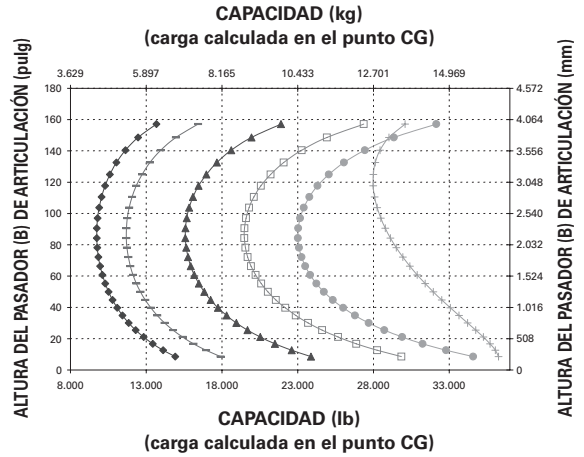 CAPACIDAD (kg)
(carga calculada en el punto CG)
3.629 5.897 8.165 10.433 12.701 14.969
ALTURA DEL PASADOR (B) DE ARTICULACIÓN (pulg)
180 4.572
160 4.064
140 3.556
120 3.048
100 2.540
80 2.032
60 1.524
40 1.016
20 508
0 0
ALTURA DEL PASADOR (B) DE ARTICULACIÓN (mm)
8.000 13.000 18.000 23.000 28.000 33.000
CAPACIDAD (lb)
(carga calculada en el punto CG)